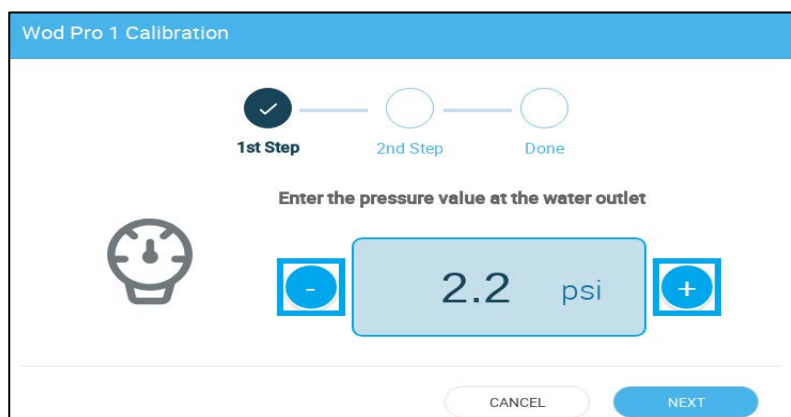 Wod Pro 1 Calibration
1st Step 2nd Step Done
Enter the pressure value at the water outlet
- 2.2 psi +
CANCEL NEXT